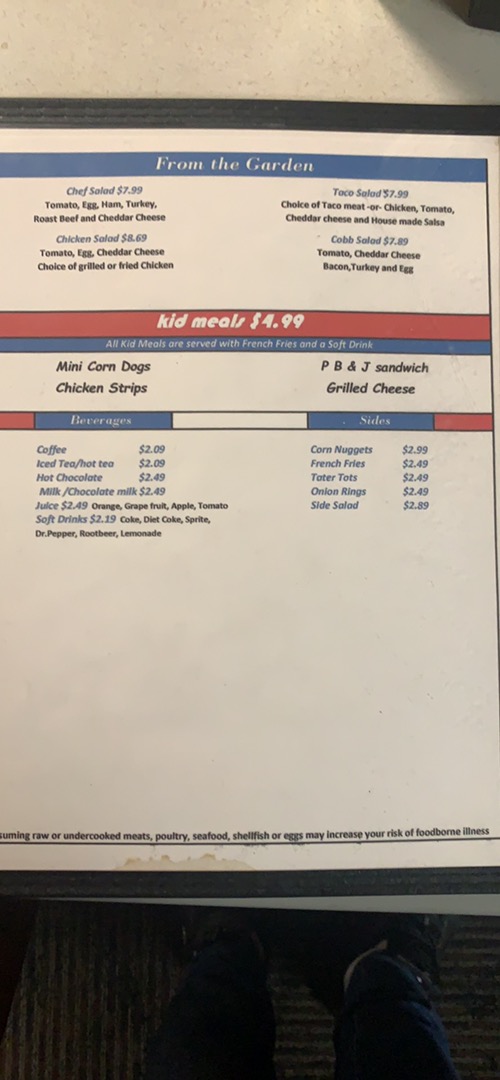 From the Garden
Chef Salad $7.99
Tomato, Egg, Ham, Turkey,
Roast Beef and Cheddar Cheese
Chicken Salad $8.69
Tomato, Egg, Cheddar Cheese
Choice of grilled or fried Chicken
Taco Salad $7.99
Choice of Taco meat -or- Chicken, Tomato,
Cheddar cheese and House made Salsa
Cobb Salad $7.89
Tomato, Cheddar Cheese
Bacon,Turkey and Egg
kid meals $4.99
All Kid Meals are served with French Fries and a Soft Drink
Mini Corn Dogs
Chicken Strips
P B & J sandwich
Grilled Cheese
Beverages
Coffee $2.09
Iced Tea/hot tea $2.09
Hot Chocolate $2.49
Milk /Chocolate milk $2.49
Juice $2.49 Orange, Grape fruit, Apple, Tomato
Soft Drinks $2.19 Coke, Diet Coke, Sprite,
Dr.Pepper, Rootbeer, Lemonade
Sides
Corn Nuggets $2.99
French Fries $2.49
Tater Tots $2.49
Onion Rings $2.49
Side Salad $2.89
suming raw or undercooked meats, poultry, seafood, shellfish or eggs may increase your risk of foodborne illness